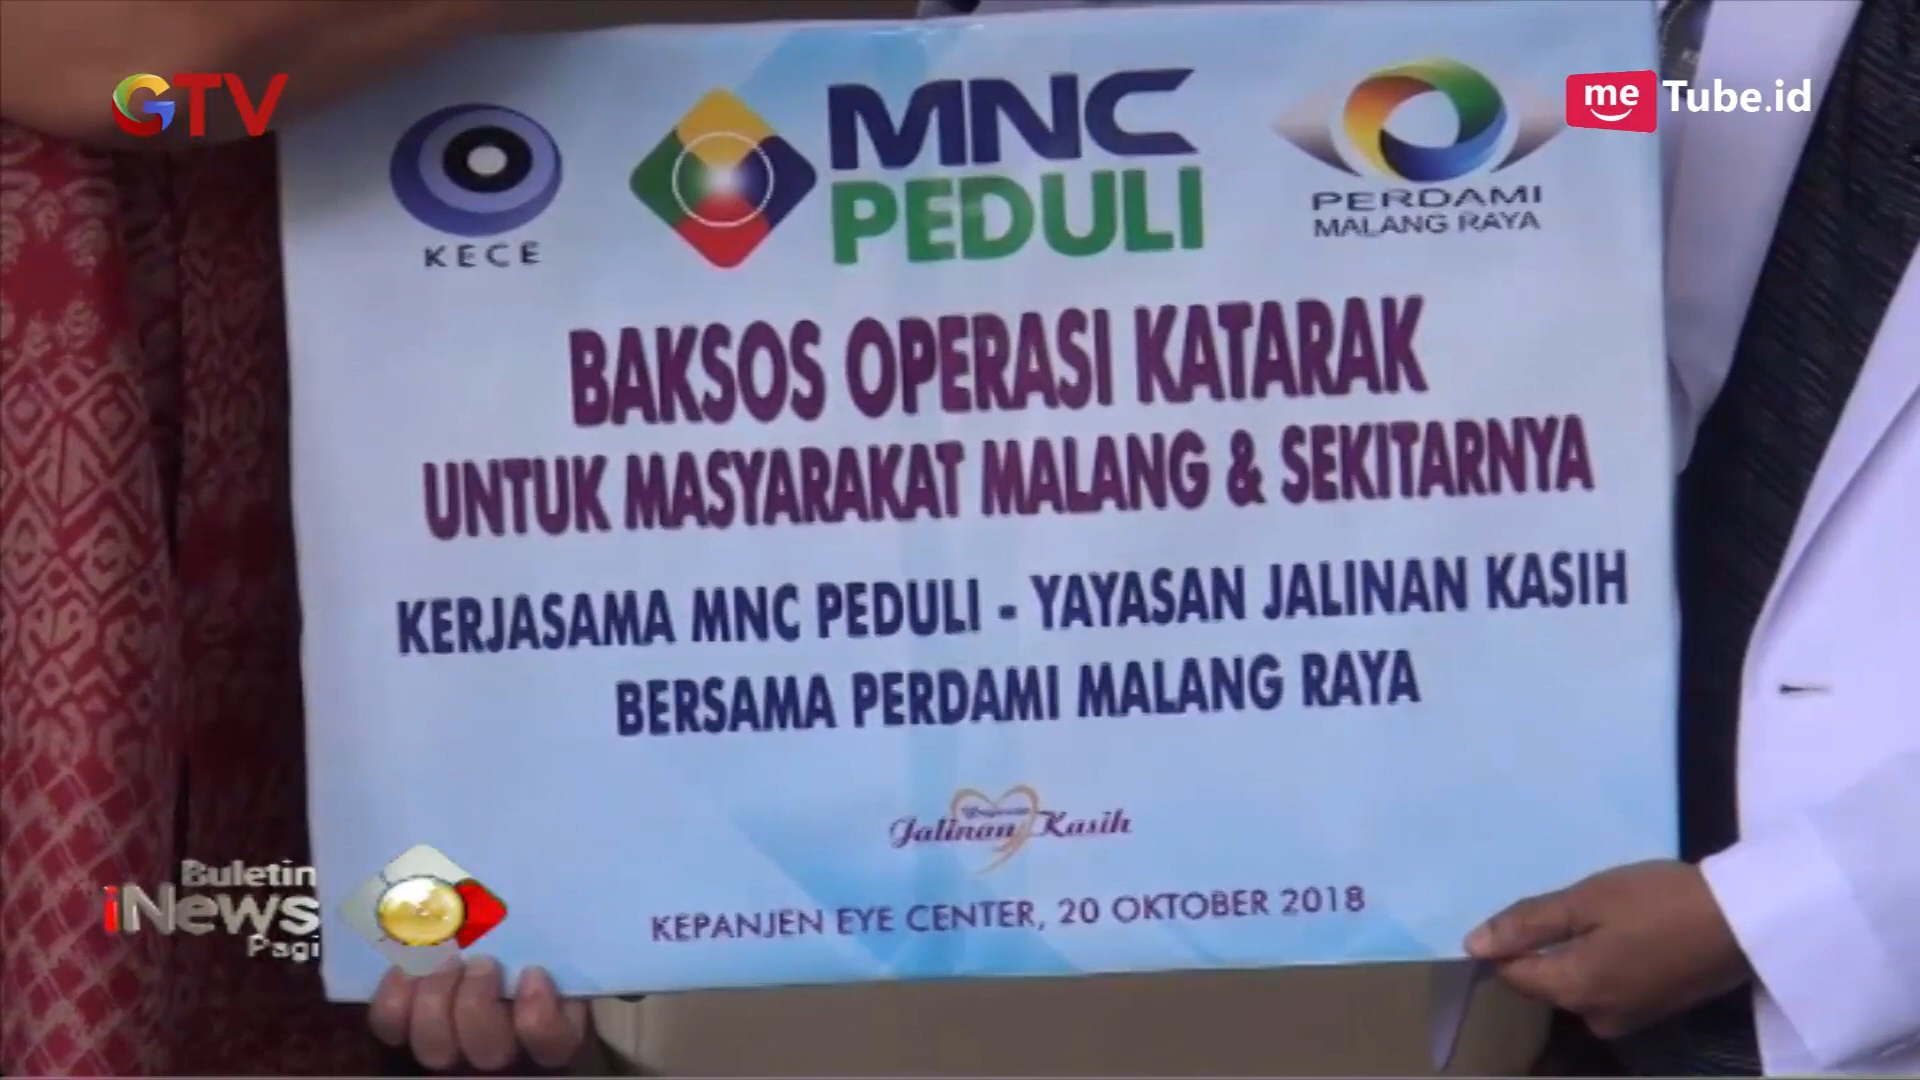 GTV
me Tube.id
KECE
MNC
PEDULI
PERDAMI
MALANG RAYA
BAKSOS OPERASI KATARAK
UNTUK MASYARAKAT MALANG & SEKITARNYA
KERJASAMA MNC PEDULI - YAYASAN JALINAN KASIH
BERSAMA PERDAMI MALANG RAYA
Jalinan Kasih
KEPANJEN EYE CENTER, 20 OKTOBER 2018
Buletin
iNews
Pagi